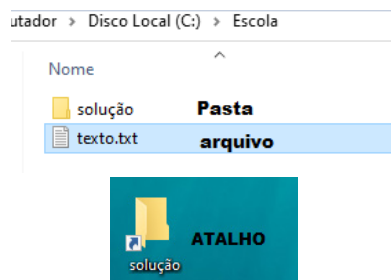 utador > Disco Local (C:) > Escola
Nome
solução Pasta
texto.txt arquivo
ATALHO
solução